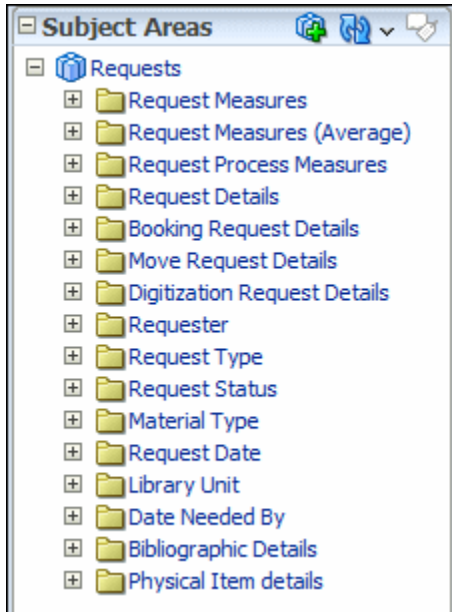 Subject Areas
Requests
Request Measures
Request Measures (Average)
Request Process Measures
Request Details
Booking Request Details
Move Request Details
Digitization Request Details
Requester
Request Type
Request Status
Material Type
Request Date
Library Unit
Date Needed By
Bibliographic Details
Physical Item details